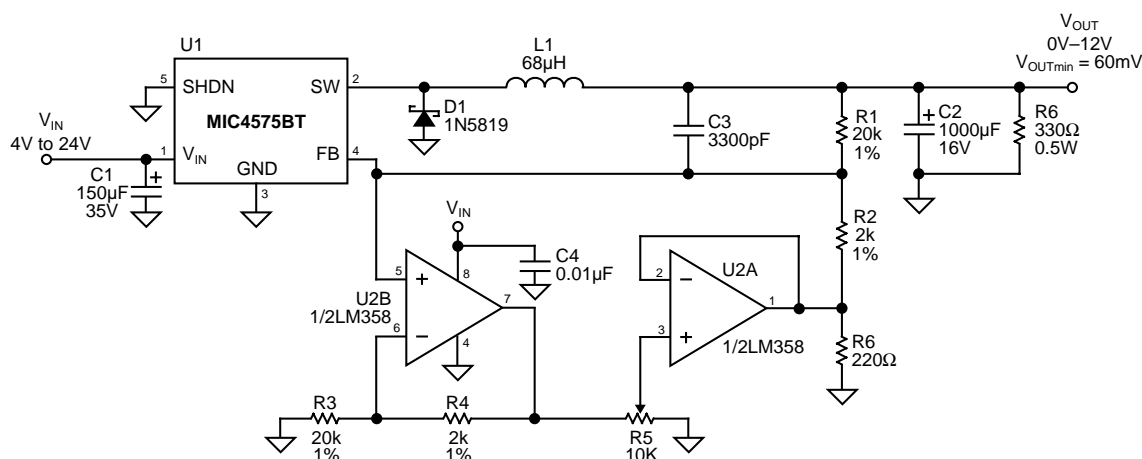 U1
5
SHDN
SW
2
MIC4575BT
VIN
4V to 24V
1
VIN
FB
4
GND
3
C1
150µF
35V
+
L1
68µH
D1
1N5819
C3
3300pF
R1
20k
1%
C2
1000µF
16V
+
R6
330Ω
0.5W
VOUT
0V–12V
VOUTmin = 60mV
R2
2k
1%
VIN
C4
0.01µF
5
+
8
U2B
1/2LM358
7
6
–
4
U2A
2
–
1
3
+
1/2LM358
R6
220Ω
R3
20k
1%
R4
2k
1%
R5
10K